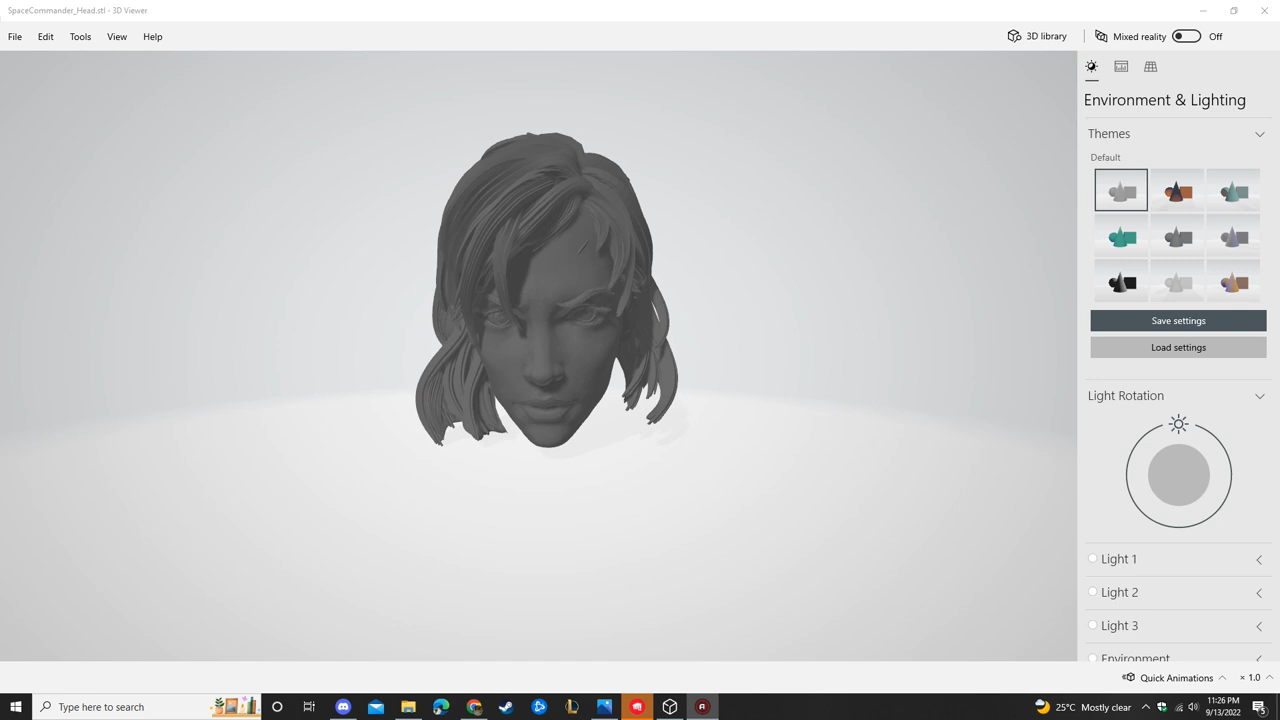 SpaceCommander_Head.stl - 3D Viewer
File Edit Tools View Help
3D library
Mixed reality Off
Environment & Lighting
Themes
Default
Save settings
Load settings
Light Rotation
Light 1
Light 2
Light 3
Environment
Quick Animations × 1.0
Type here to search
25°C Mostly clear
11:26 PM
9/13/2022
5